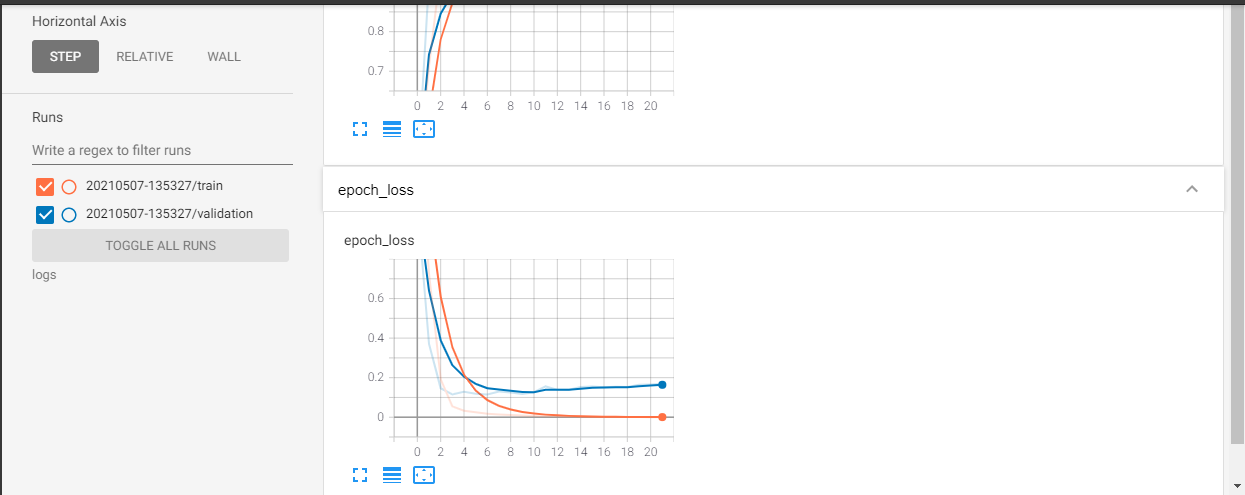 Horizontal Axis
STEP RELATIVE WALL
Runs
Write a regex to filter runs
20210507-135327/train
20210507-135327/validation
TOGGLE ALL RUNS
logs
0.8
0.7
0 2 4 6 8 10 12 14 16 18 20
epoch_loss
epoch_loss
0.6
0.4
0.2
0
0 2 4 6 8 10 12 14 16 18 20